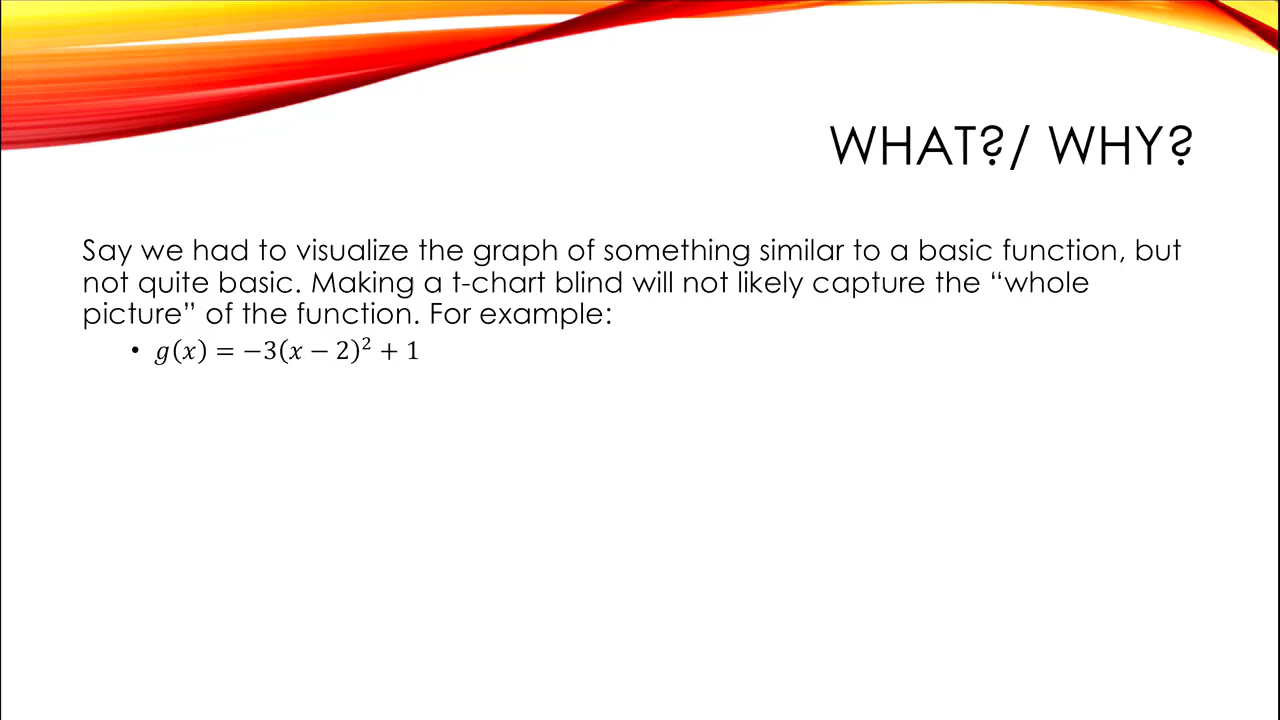 WHAT?/ WHY?
Say we had to visualize the graph of something similar to a basic function, but
not quite basic. Making a t-chart blind will not likely capture the “whole
picture” of the function. For example:
• 𝑔(𝑥) = −3(𝑥 − 2)² + 1